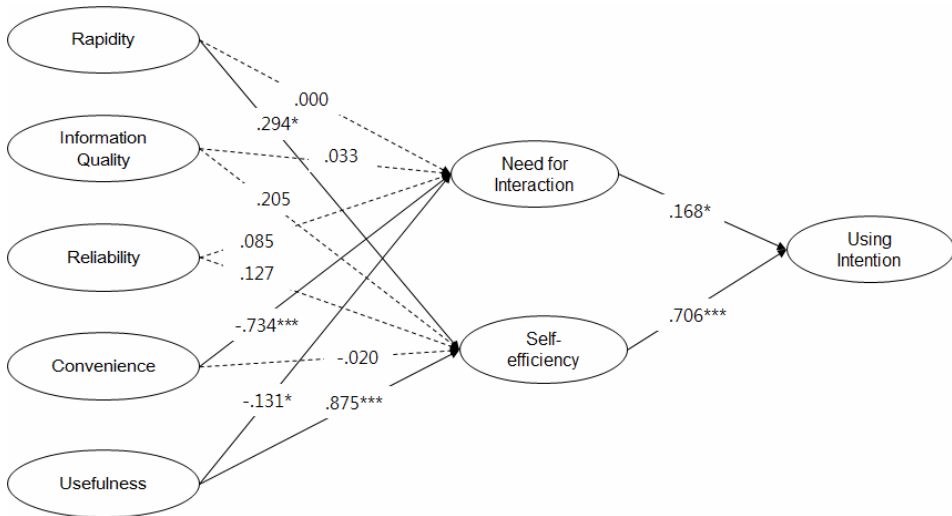 Rapidity
.000
.294*
Information
Quality
.033
Need for
Interaction
.205
.168*
.085
Reliability
Using
Intention
.127
.706***
-.734***
Self-
efficiency
-.020
Convenience
-.131*
.875***
Usefulness